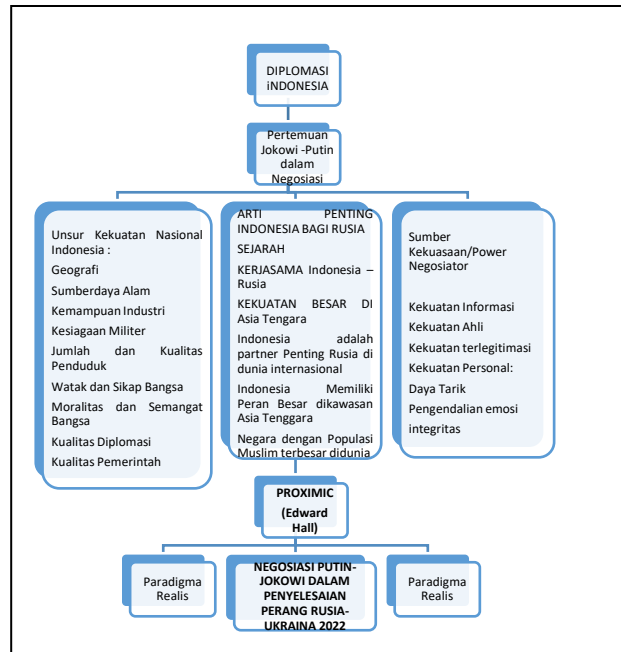 DIPLOMASI
iNDONESIA
Pertemuan
Jokowi -Putin
dalam
Negosiasi
Unsur Kekuatan Nasional
Indonesia :
Geografi
Sumberdaya Alam
Kemampuan Industri
Kesiagaan Militer
Jumlah dan Kualitas
Penduduk
Watak dan Sikap Bangsa
Moralitas dan Semangat
Bangsa
Kualitas Diplomasi
Kualitas Pemerintah
ARTI PENTING
INDONESIA BAGI RUSIA
SEJARAH
KERJASAMA Indonesia –
Rusia
KEKUATAN BESAR DI
Asia Tengara
Indonesia adalah
partner Penting Rusia di
dunia internasional
Indonesia Memiliki
Peran Besar dikawasan
Asia Tenggara
Negara dengan Populasi
Muslim terbesar didunia
Sumber
Kekuasaan/Power
Negosiator
Kekuatan Informasi
Kekuatan Ahli
Kekuatan terlegitimasi
Kekuatan Personal:
Daya Tarik
Pengendalian emosi
integritas
PROXIMIC
(Edward
Hall)
Paradigma
Realis
NEGOSIASI PUTIN-
JOKOWI DALAM
PENYELESAIAN
PERANG RUSIA-
UKRAINA 2022
Paradigma
Realis